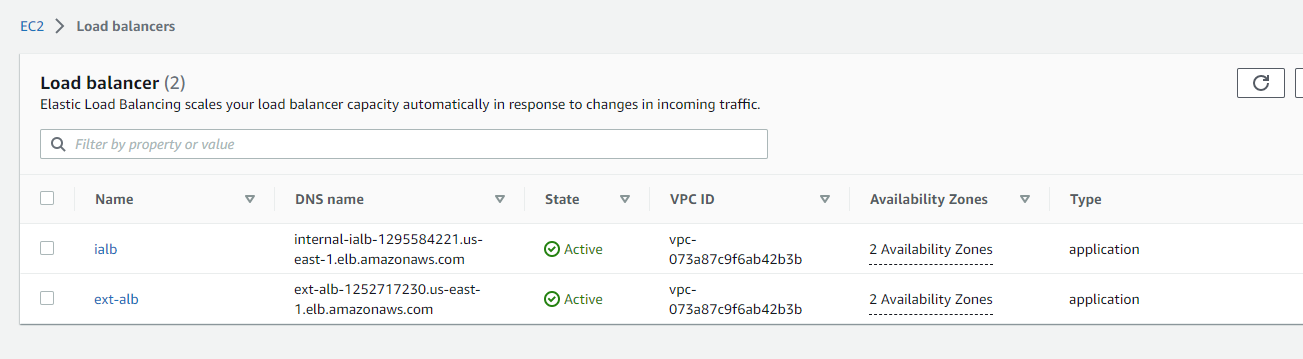 EC2 > Load balancers
Load balancer (2)
Elastic Load Balancing scales your load balancer capacity automatically in response to changes in incoming traffic.
Filter by property or value
Name DNS name State VPC ID Availability Zones Type
ialb internal-ialb-1295584221.us-east-1.elb.amazonaws.com Active vpc-073a87c9f6ab42b3b 2 Availability Zones application
ext-alb ext-alb-1252717230.us-east-1.elb.amazonaws.com Active vpc-073a87c9f6ab42b3b 2 Availability Zones application